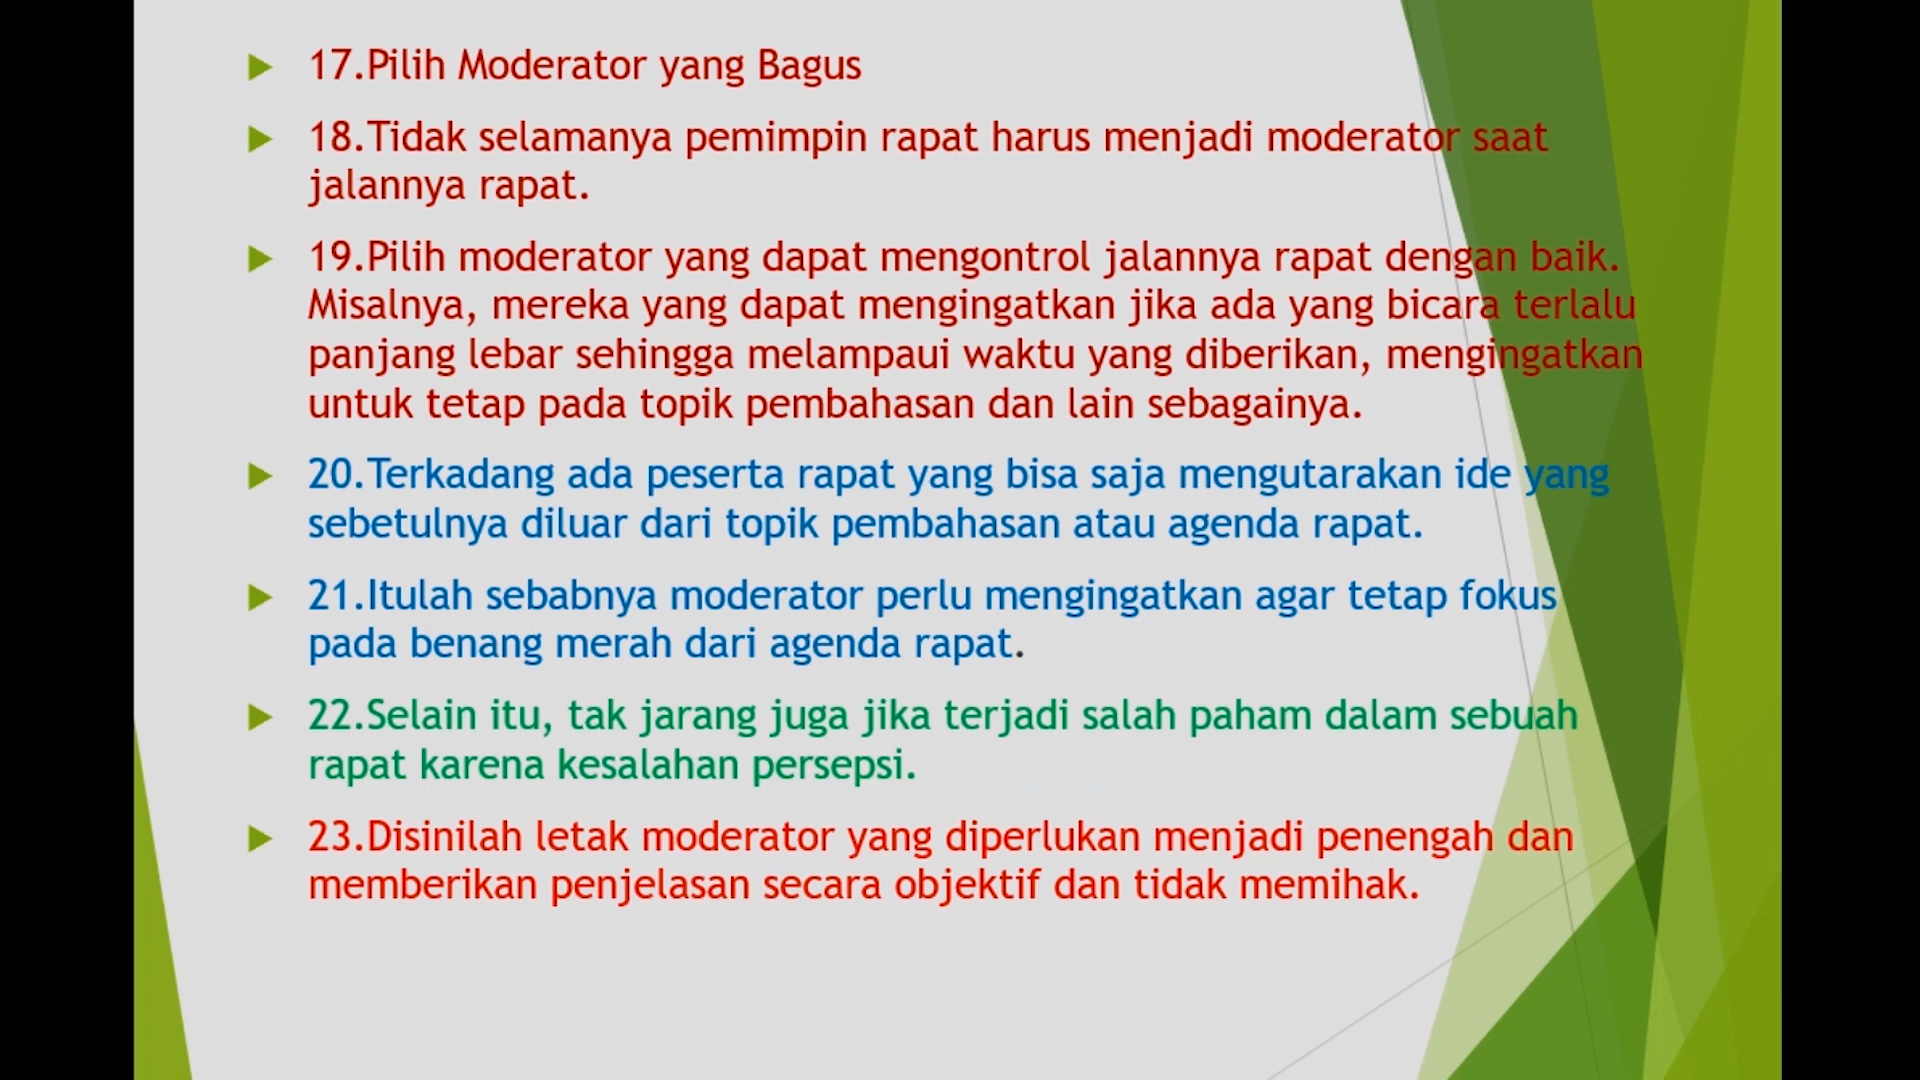 17.Pilih Moderator yang Bagus
18.Tidak selamanya pemimpin rapat harus menjadi moderator saat
jalannya rapat.
19.Pilih moderator yang dapat mengontrol jalannya rapat dengan baik.
Misalnya, mereka yang dapat mengingatkan jika ada yang bicara terlalu
panjang lebar sehingga melampaui waktu yang diberikan, mengingatkan
untuk tetap pada topik pembahasan dan lain sebagainya.
20.Terkadang ada peserta rapat yang bisa saja mengutarakan ide yang
sebetulnya diluar dari topik pembahasan atau agenda rapat.
21.Itulah sebabnya moderator perlu mengingatkan agar tetap fokus
pada benang merah dari agenda rapat.
22.Selain itu, tak jarang juga jika terjadi salah paham dalam sebuah
rapat karena kesalahan persepsi.
23.Disinilah letak moderator yang diperlukan menjadi penengah dan
memberikan penjelasan secara objektif dan tidak memihak.